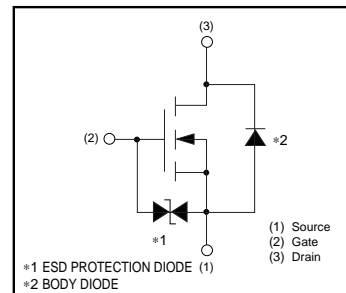 (3)
(2)
∗2
∗1
(1) Source
(2) Gate
(3) Drain
∗1 ESD PROTECTION DIODE (1)
∗2 BODY DIODE